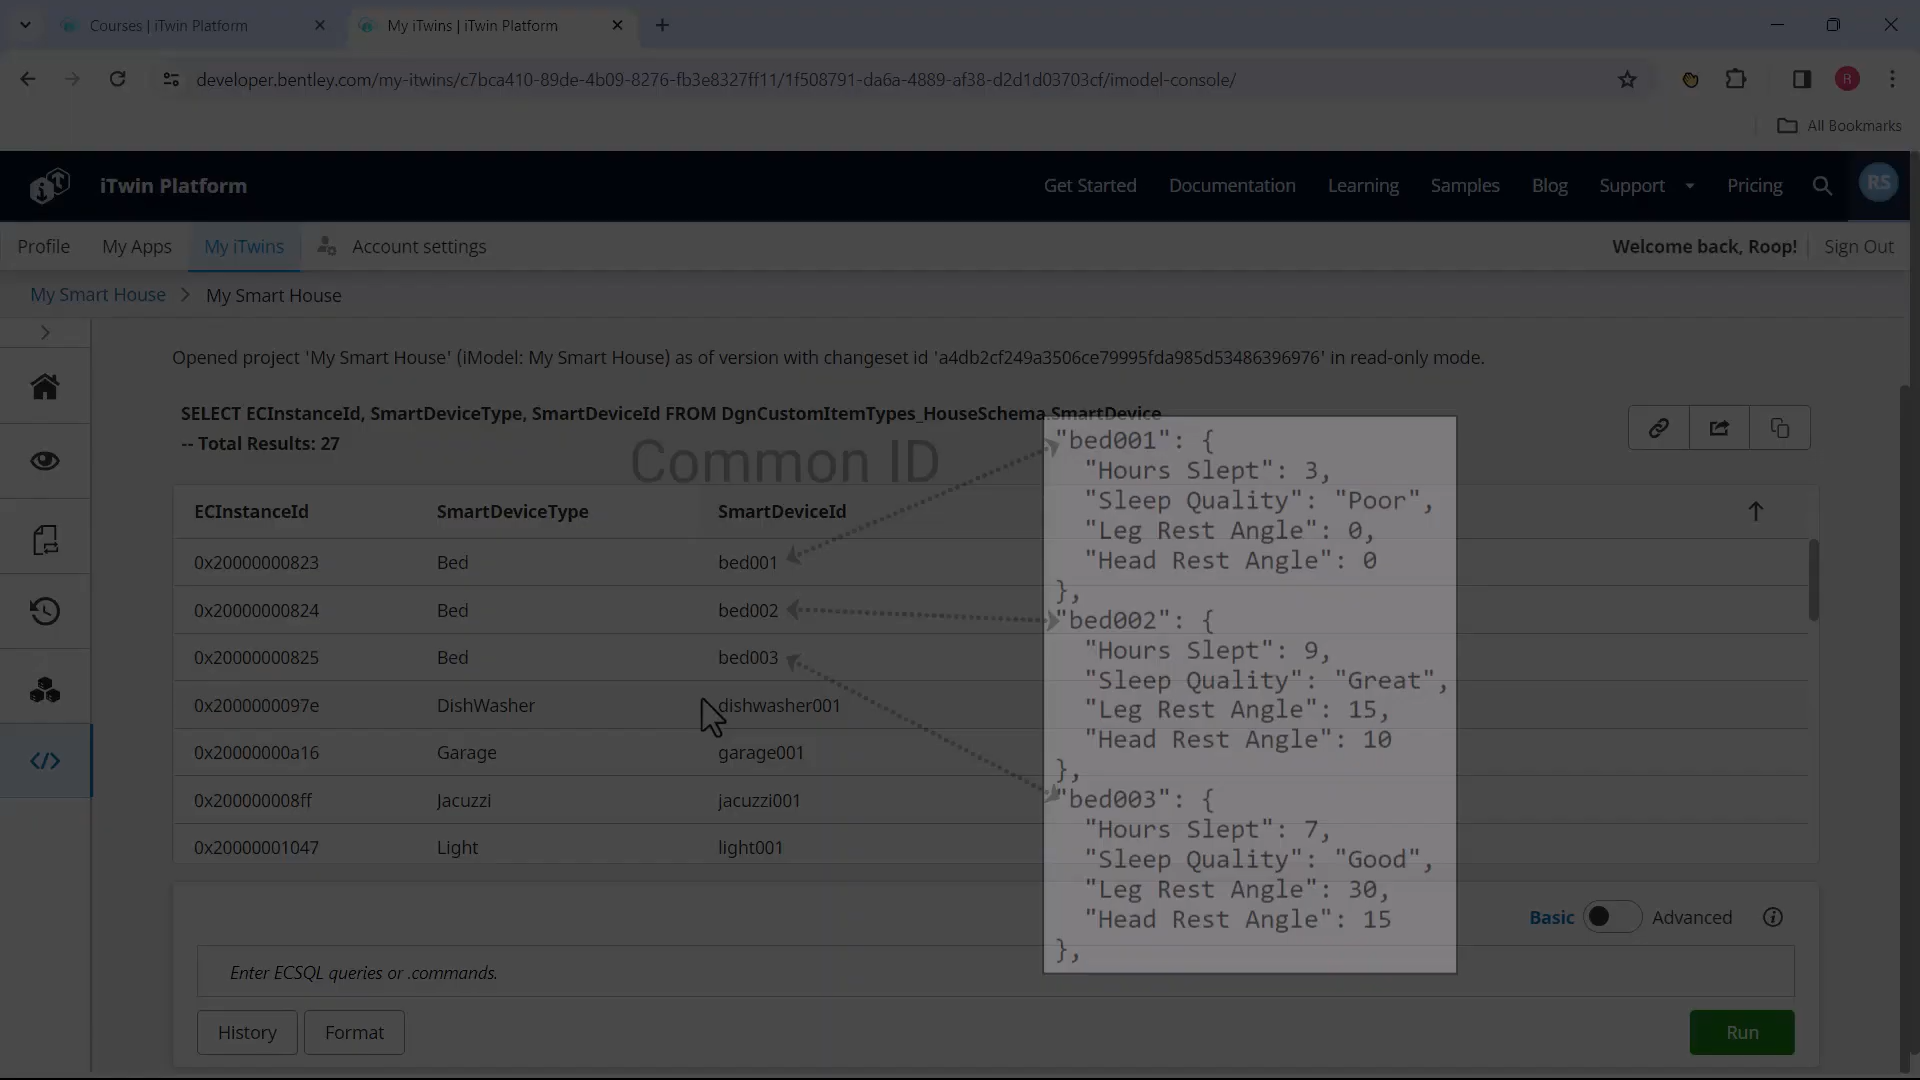 Courses | iTwin Platform
My iTwins | iTwin Platform
developer.bentley.com/my-itwins/c7bca410-89de-4b09-8276-fb3e8327ff11/1f508791-da6a-4889-af38-d2d1d03703cf/imodel-console/
R
All Bookmarks
iTwin Platform
Get Started
Documentation
Learning
Samples
Blog
Support
Pricing
RS
Profile
My Apps
My iTwins
Account settings
Welcome back, Roop!
Sign Out
My Smart House > My Smart House
Opened project 'My Smart House' (iModel: My Smart House) as of version with changeset id 'a4db2cf249a3506ce79995fda985d53486396976' in read-only mode.
SELECT ECInstanceId, SmartDeviceType, SmartDeviceId FROM DgnCustomItemTypes_HouseSchema.SmartDevice
-- Total Results: 27
Common ID
ECInstanceId SmartDeviceType SmartDeviceId
0x20000000823 Bed bed001
0x20000000824 Bed bed002
0x20000000825 Bed bed003
0x2000000097e DishWasher dishwasher001
0x20000000a16 Garage garage001
0x200000008ff Jacuzzi jacuzzi001
0x20000001047 Light light001
"bed001": {
"Hours Slept": 3,
"Sleep Quality": "Poor",
"Leg Rest Angle": 0,
"Head Rest Angle": 0
},
"bed002": {
"Hours Slept": 9,
"Sleep Quality": "Great",
"Leg Rest Angle": 15,
"Head Rest Angle": 10
},
"bed003": {
"Hours Slept": 7,
"Sleep Quality": "Good",
"Leg Rest Angle": 30,
"Head Rest Angle": 15
},
Basic
Advanced
Enter ECSQL queries or .commands.
History
Format
Run